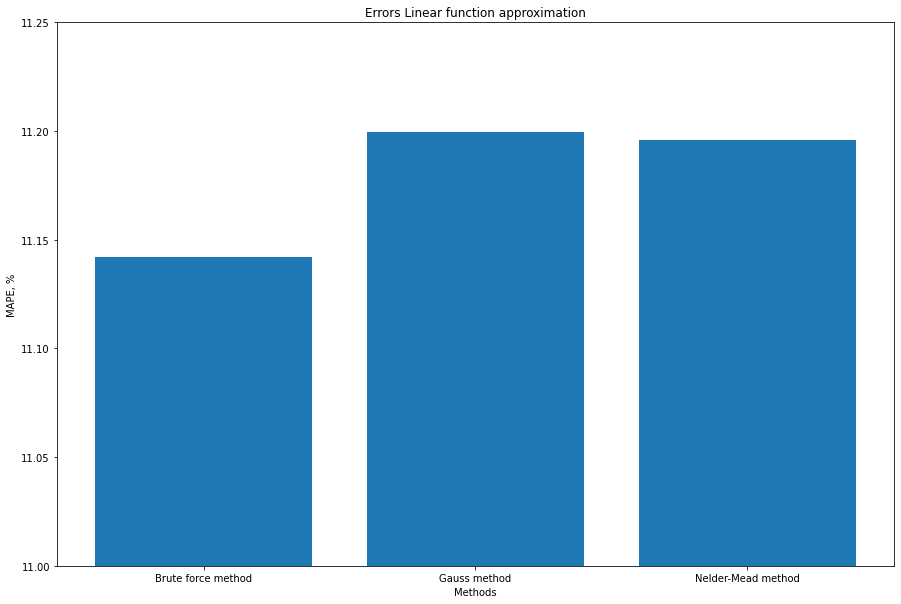 Errors Linear function approximation
11.25
11.20
11.15
11.10
11.05
11.00
MAPE, %
Brute force method
Gauss method
Nelder-Mead method
Methods